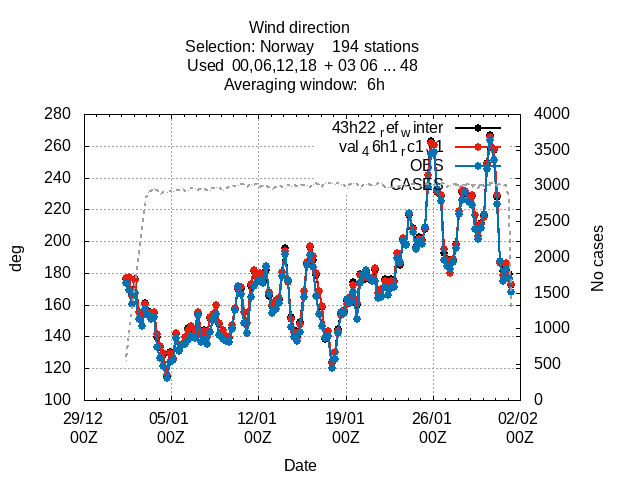 Wind direction
Selection: Norway    194 stations
Used  00,06,12,18  + 03 06 ... 48
Averaging window:  6h
280
260
240
220
200
180
160
140
120
100
deg
4000
3500
3000
2500
2000
1500
1000
500
0
No cases
43h22_ref_winter
val_46h1_rc1_v1
OBS
CASES
29/12 05/01 12/01 19/01 26/01 02/02
00Z 00Z 00Z 00Z 00Z 00Z
Date